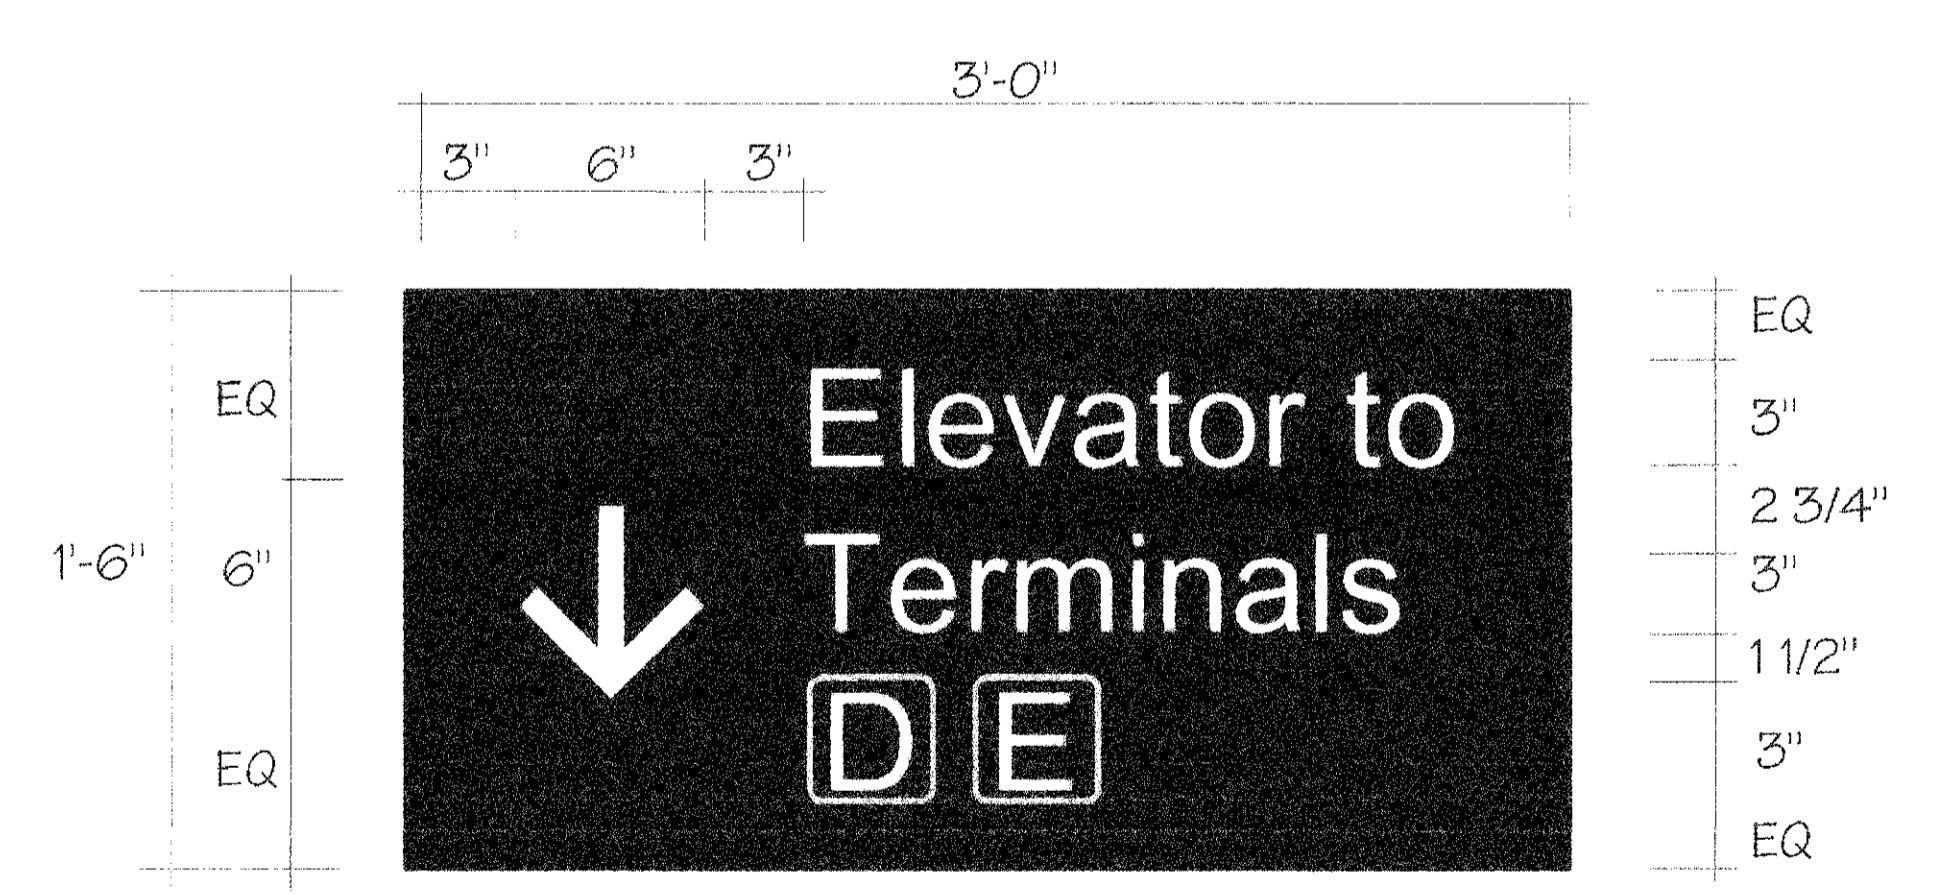 3'-0"
3" 6" 3"
EQ
6"
EQ
1'-6"
Elevator to
Terminals
D E
EQ
3"
2 3/4"
3"
1 1/2"
3"
EQ